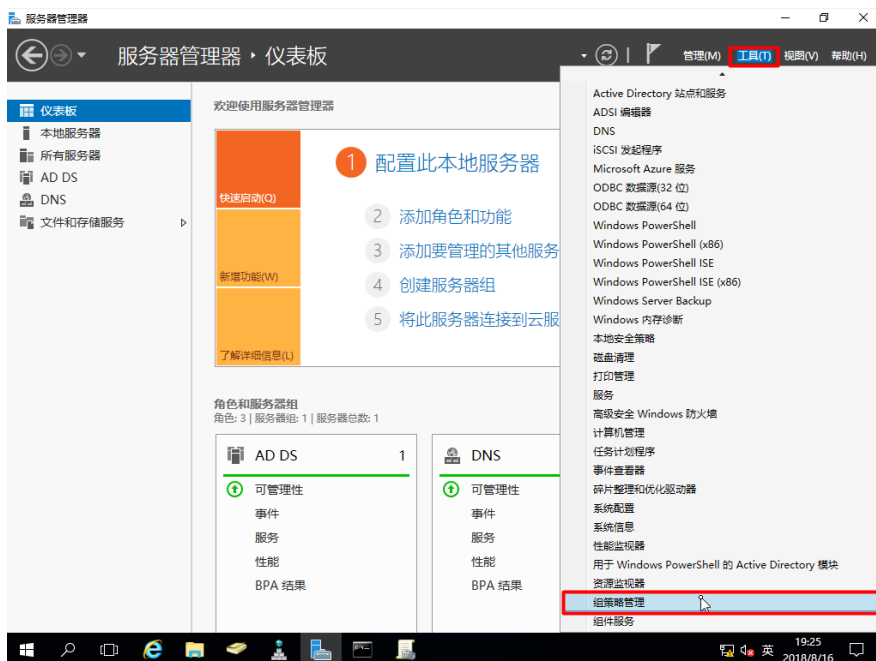 服务器管理器
服务器管理器 ‣ 仪表板
管理(M) 工具(T) 视图(V) 帮助(H)
仪表板
本地服务器
所有服务器
AD DS
DNS
文件和存储服务
欢迎使用服务器管理器
快速启动(Q)
新增功能(W)
了解详细信息(L)
1 配置此本地服务器
2 添加角色和功能
3 添加要管理的其他服务
4 创建服务器组
5 将此服务器连接到云服
角色和服务器组
角色: 3 | 服务器组: 1 | 服务器总数: 1
AD DS 1
可管理性
事件
服务
性能
BPA 结果
DNS
可管理性
事件
服务
性能
BPA 结果
Active Directory 站点和服务
ADSI 编辑器
DNS
iSCSI 发起程序
Microsoft Azure 服务
ODBC 数据源(32 位)
ODBC 数据源(64 位)
Windows PowerShell
Windows PowerShell (x86)
Windows PowerShell ISE
Windows PowerShell ISE (x86)
Windows Server Backup
Windows 内存诊断
本地安全策略
磁盘清理
打印管理
服务
高级安全 Windows 防火墙
计算机管理
任务计划程序
事件查看器
碎片整理和优化驱动器
系统配置
系统信息
性能监视器
用于 Windows PowerShell 的 Active Directory 模块
资源监视器
组策略管理
组件服务
英
19:25
2018/8/16